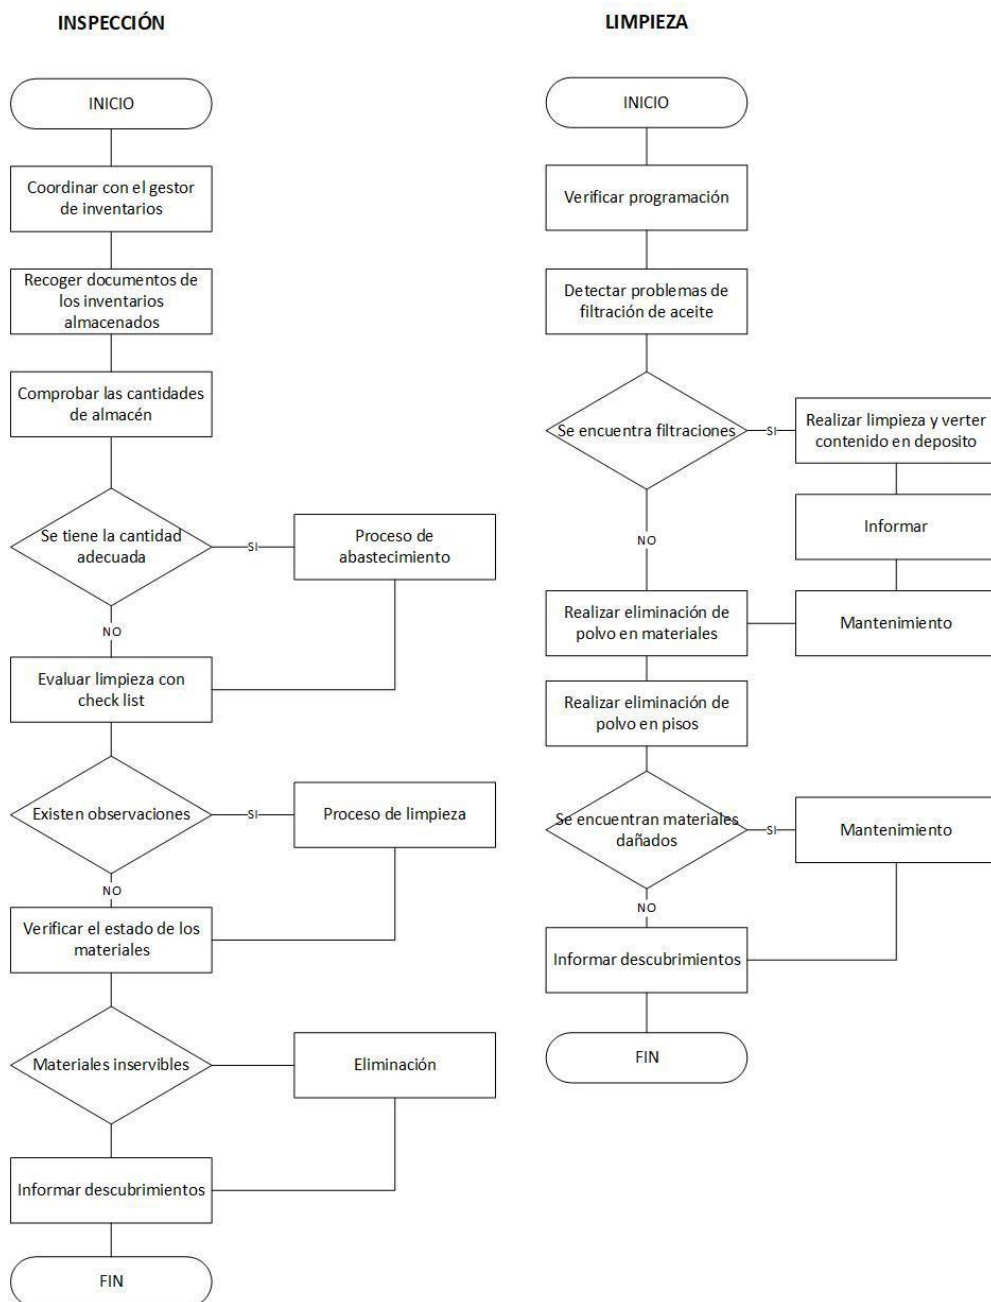 INSPECCIÓN
INICIO
Coordinar con el gestor
de inventarios
Recoger documentos de
los inventarios
almacenados
Comprobar las cantidades
de almacén
Se tiene la cantidad
adecuada
SI
Proceso de
abastecimiento
NO
Evaluar limpieza con
check list
Existen observaciones
SI
Proceso de limpieza
NO
Verificar el estado de los
materiales
Materiales inservibles
Eliminación
Informar descubrimientos
FIN
LIMPIEZA
INICIO
Verificar programación
Detectar problemas de
filtración de aceite
Se encuentra filtraciones
SI
Realizar limpieza y verter
contenido en deposito
Informar
Mantenimiento
NO
Realizar eliminación de
polvo en materiales
Realizar eliminación de
polvo en pisos
Se encuentran materiales
dañados
SI
Mantenimiento
NO
Informar descubrimientos
FIN